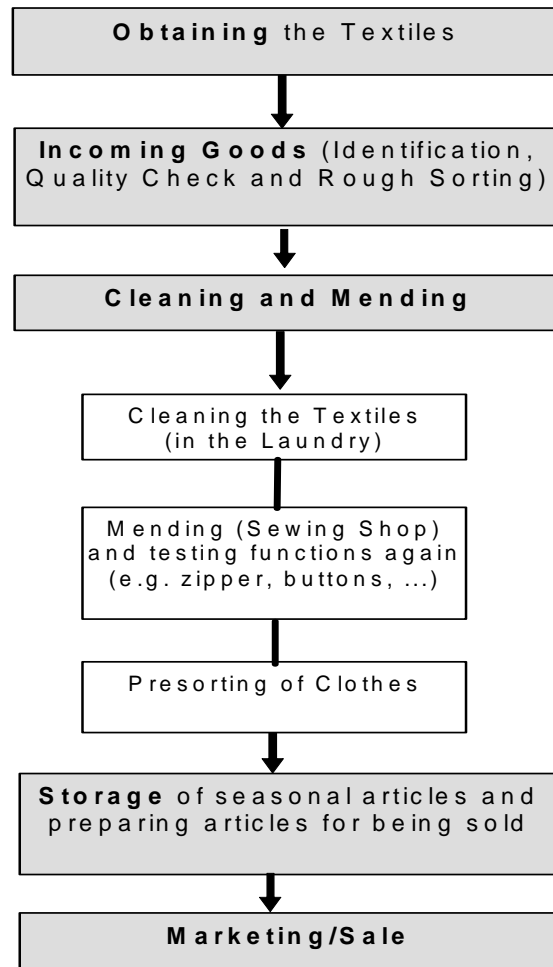 Obtaining the Textiles
Incoming Goods (Identification,
Quality Check and Rough Sorting)
Cleaning and Mending
Cleaning the Textiles
(in the Laundry)
Mending (Sewing Shop)
and testing functions again
(e.g. zipper, buttons, ...)
Presorting of Clothes
Storage of seasonal articles and
preparing articles for being sold
Marketing/Sale